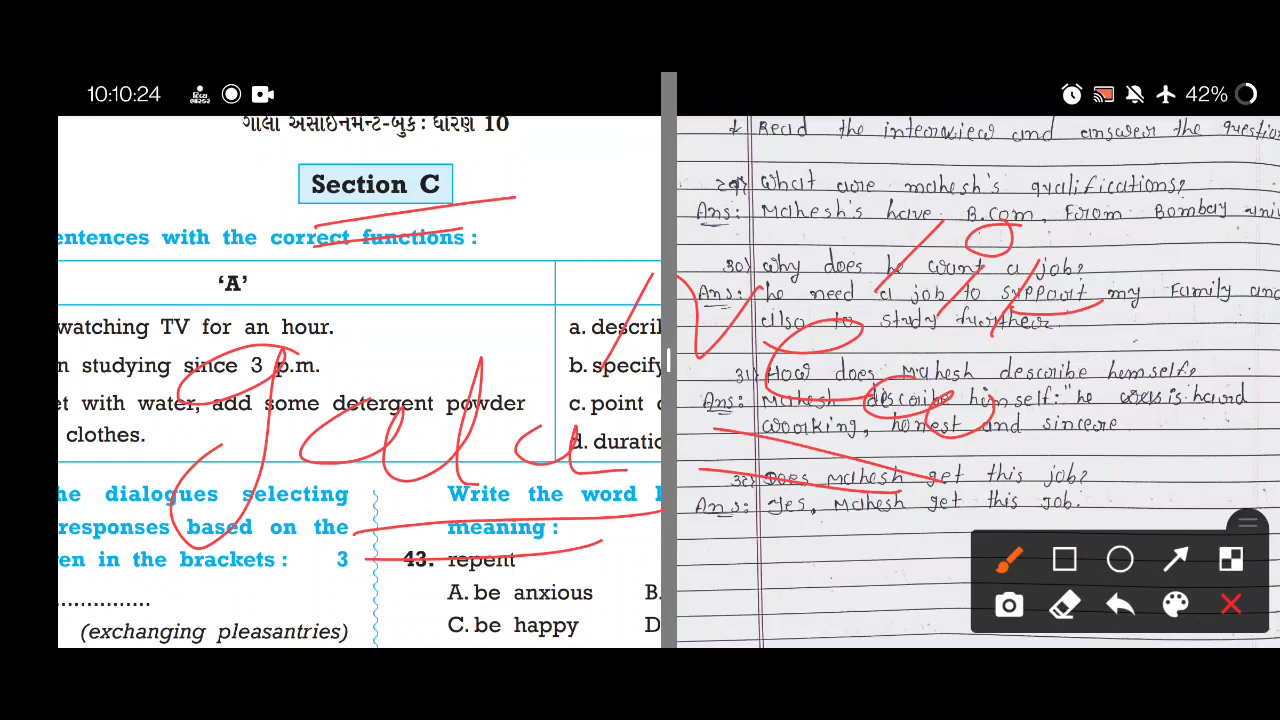 10:10:24
42%
ગાલા અસાઇનમેન્ટ-બુક : ધોરણ 10
Section C
entences with the correct functions :
'A'
watching TV for an hour.
n studying since 3 p.m.
et with water, add some detergent powder
clothes.
a. descri
b. specify
c. point
d. duratio
he dialogues selecting
responses based on the
en in the brackets : 3
..................
(exchanging pleasantries)
Write the word
meaning :
43. repent
A. be anxious B.
C. be happy D
Gala
Read the interview and answer the question
29) What are mahesh's qualifications?
Ans: Mahesh's have B.Com, From Bombay uni
30) Why does he want a job?
Ans: he need a job to support my Family and
also to study further.
31) How does Mahesh describe hemself?
Ans: Mahesh describe himself: "he is hard
working, honest and sincere
32) Does mahesh get this job?
Ans: Yes, Mahesh get this Job.